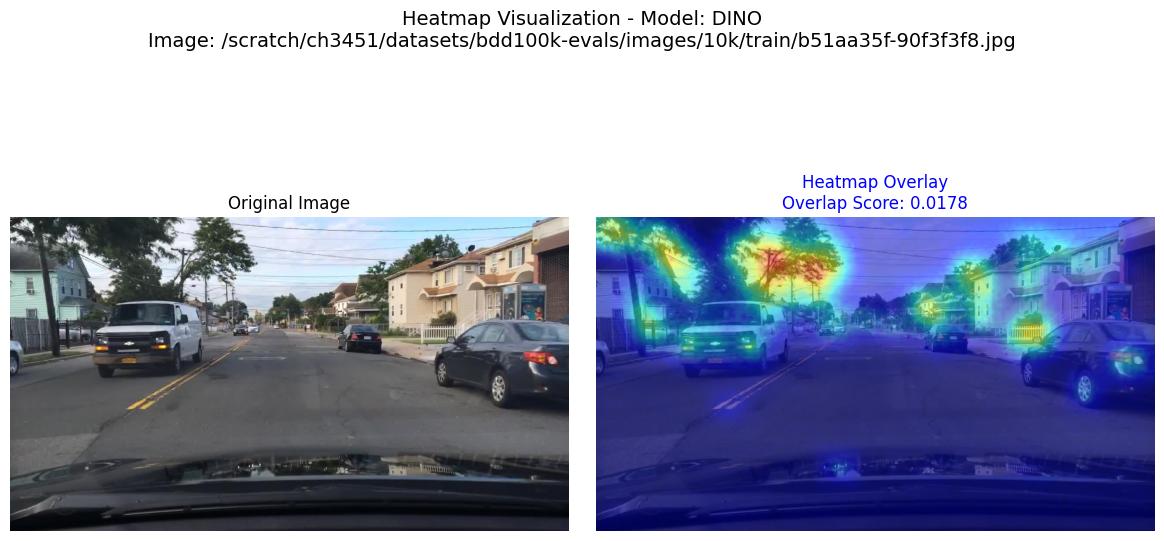 Heatmap Visualization - Model: DINO
Image: /scratch/ch3451/datasets/bdd100k-evals/images/10k/train/b51aa35f-90f3f3f8.jpg
Original Image
Heatmap Overlay
Overlap Score: 0.0178